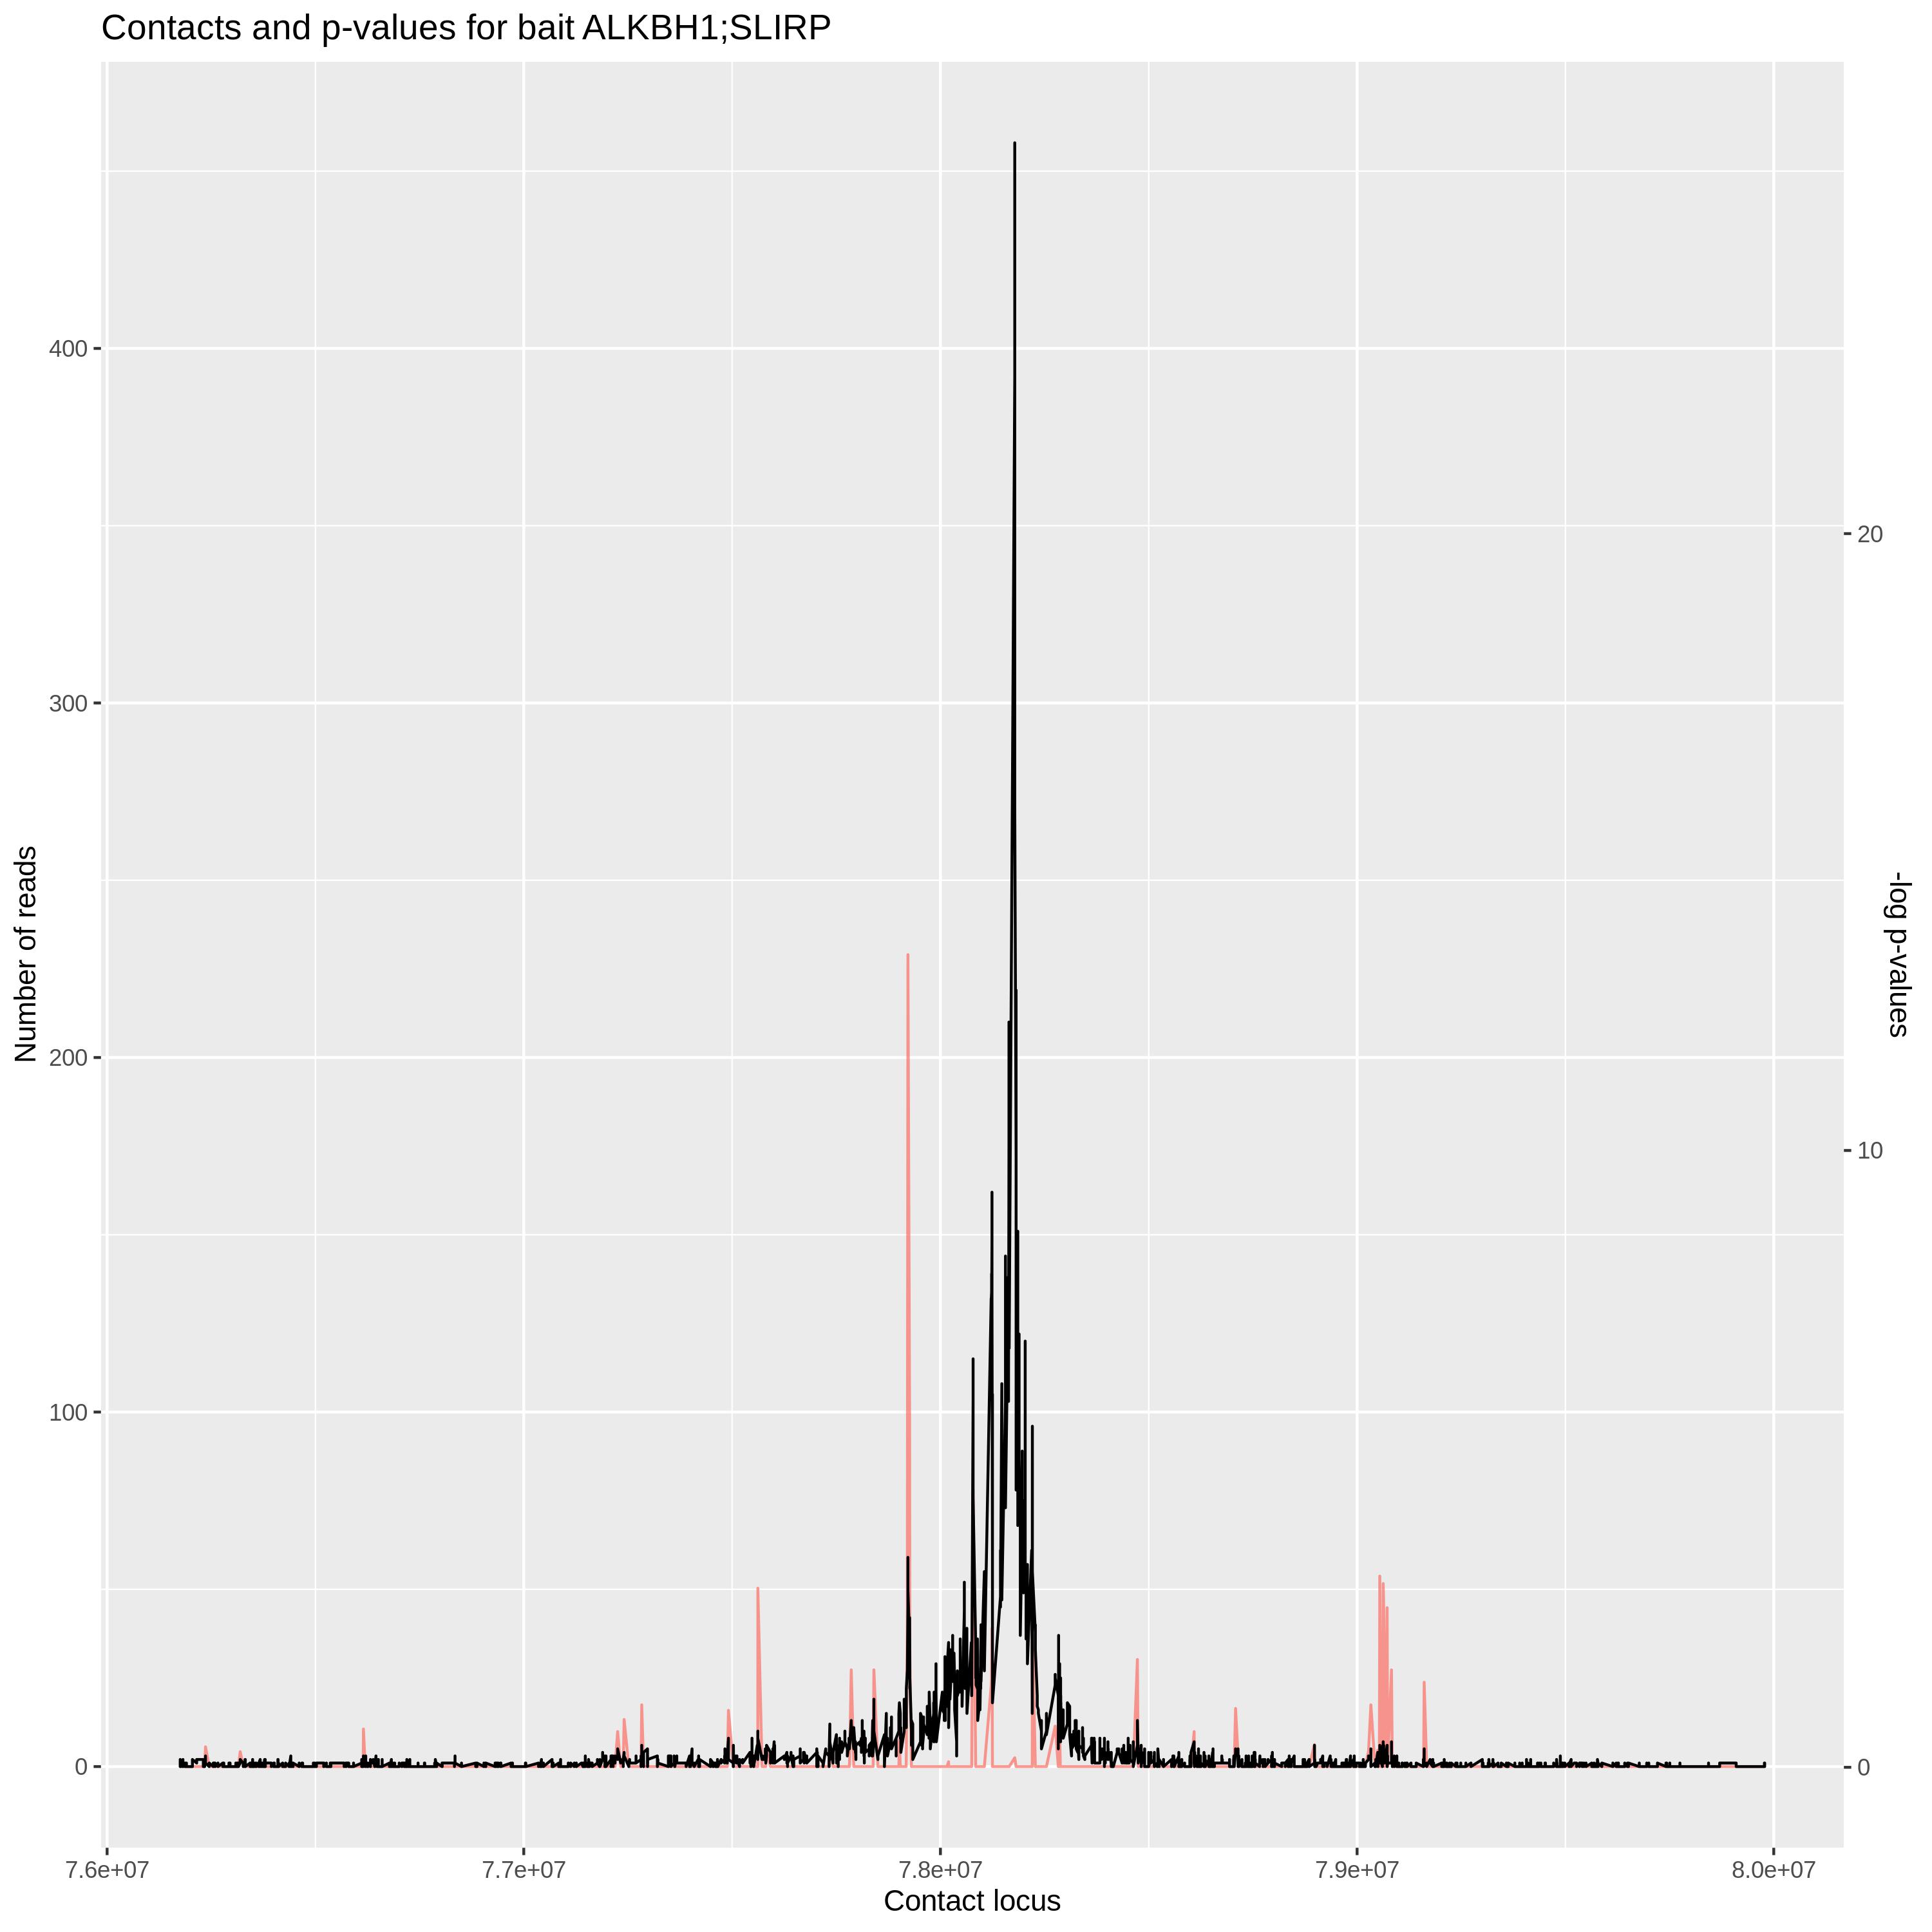 Contacts and p-values for bait ALKBH1;SLIRP
400
300
200
100
0
Number of reads
20
10
0
-log p-values
7.6e+07
7.7e+07
7.8e+07
7.9e+07
8.0e+07
Contact locus